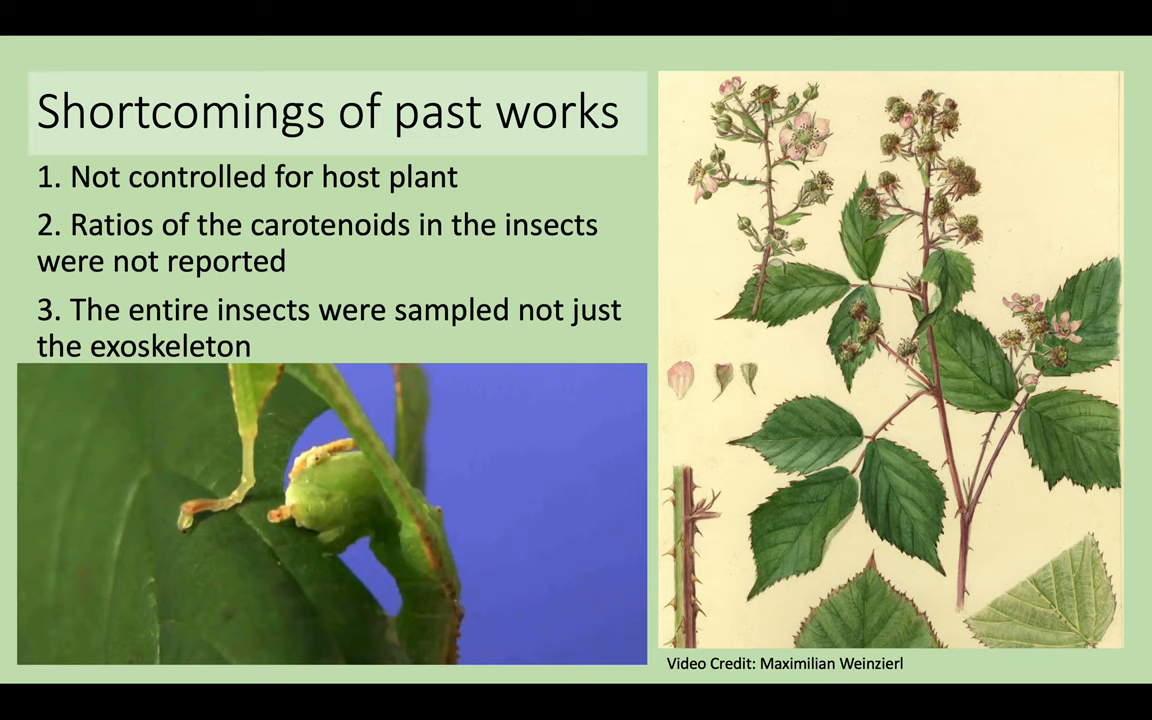 Shortcomings of past works
1. Not controlled for host plant
2. Ratios of the carotenoids in the insects
were not reported
3. The entire insects were sampled not just
the exoskeleton
Video Credit: Maximilian Weinzierl